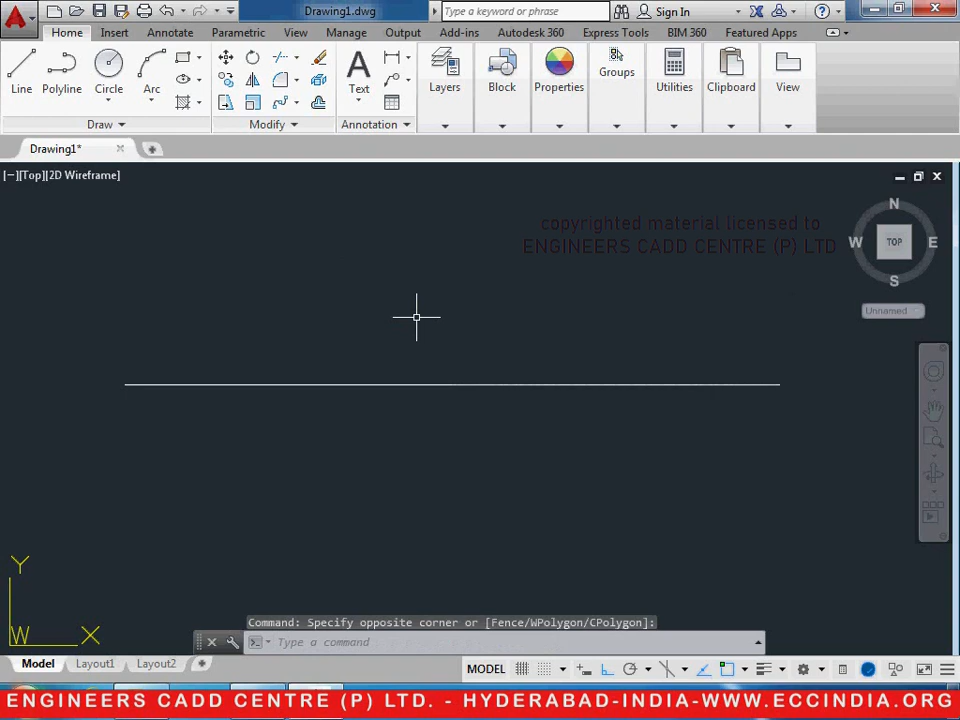 Drawing1.dwg
Type a keyword or phrase
Sign In
Home Insert Annotate Parametric View Manage Output Add-ins Autodesk 360 Express Tools BIM 360 Featured Apps
Line Polyline Circle Arc Text Layers Block Properties Groups Utilities Clipboard View
Draw Modify Annotation
Drawing1*
[−][Top][2D Wireframe]
copyrighted material licensed to
ENGINEERS CADD CENTRE (P) LTD
N
W TOP E
S
Unnamed
Y
W X
Command: Specify opposite corner or [Fence/WPolygon/CPolygon]:
Type a command
Model Layout1 Layout2 MODEL
ENGINEERS CADD CENTRE (P) LTD. - HYDERABAD-INDIA-WWW.ECCINDIA.ORG